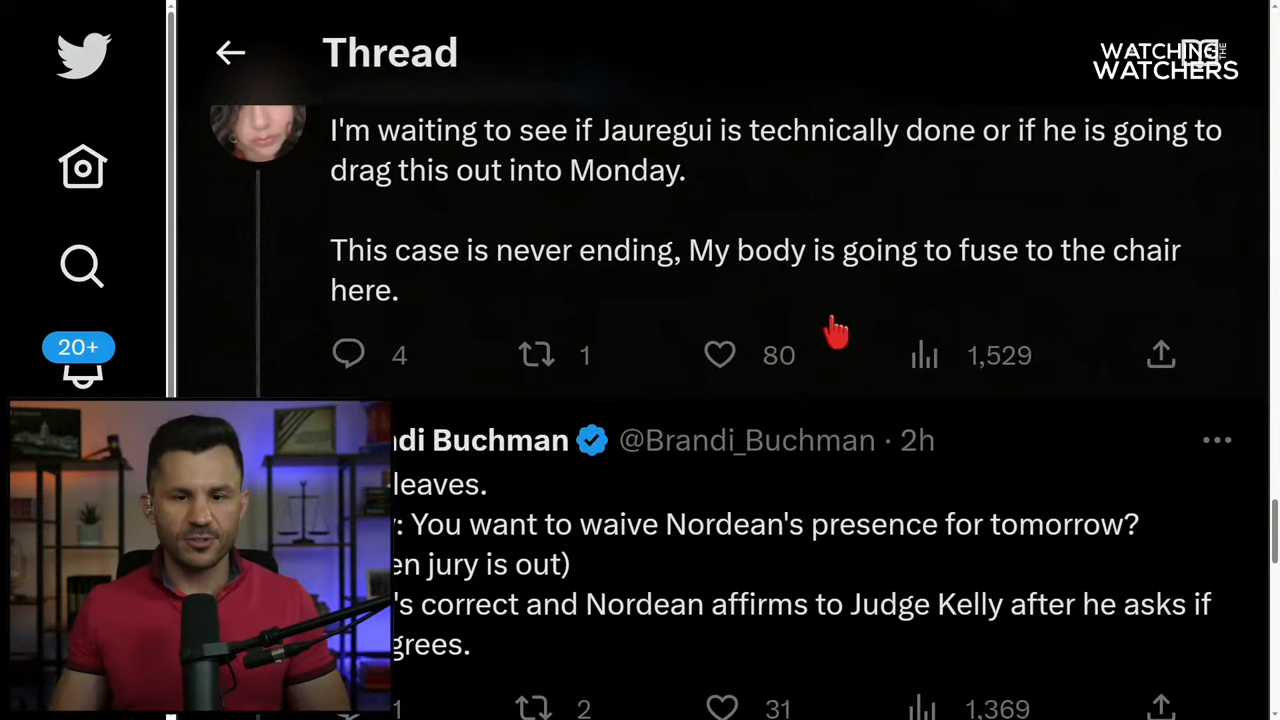 Thread
WATCHING THE
WATCHERS
I'm waiting to see if Jauregui is technically done or if he is going to
drag this out into Monday.
This case is never ending, My body is going to fuse to the chair
here.
4 1 80 1,529
20+
ndi Buchman @Brandi_Buchman · 2h
leaves.
: You want to waive Nordean's presence for tomorrow?
en jury is out)
's correct and Nordean affirms to Judge Kelly after he asks if
grees.
1 2 31 1,369